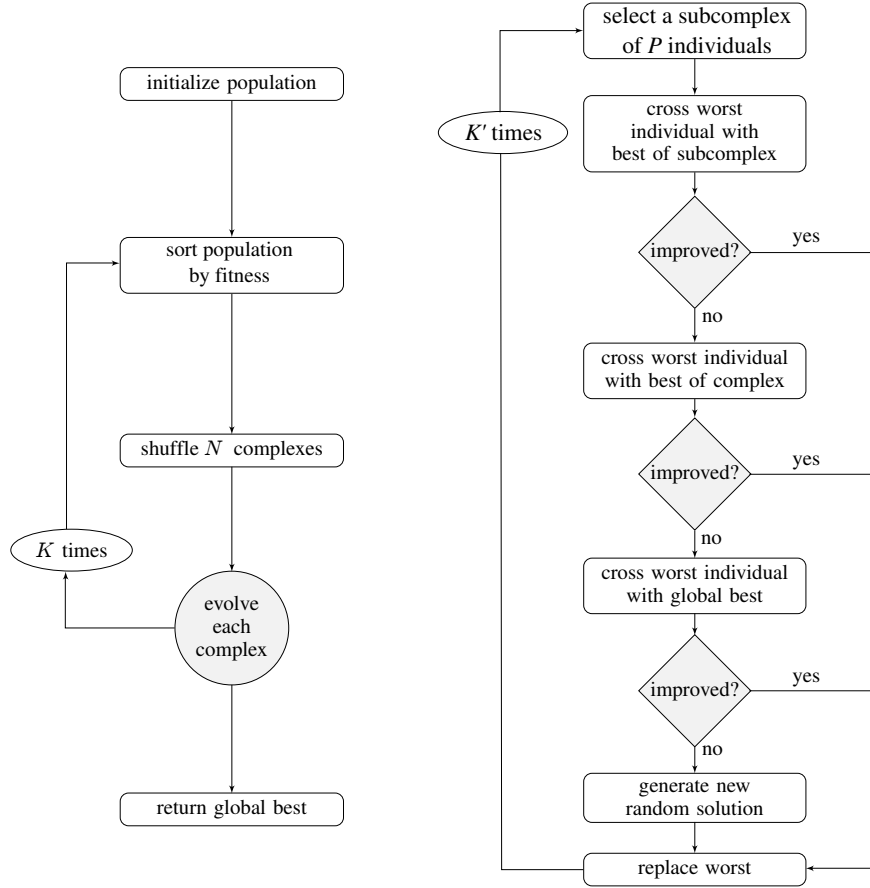 initialize population
sort population
by fitness
shuffle N complexes
K times
evolve
each
complex
return global best
select a subcomplex
of P individuals
K' times
cross worst
individual with
best of subcomplex
improved?
yes
no
cross worst individual
with best of complex
improved?
yes
no
cross worst individual
with global best
improved?
yes
no
generate new
random solution
replace worst